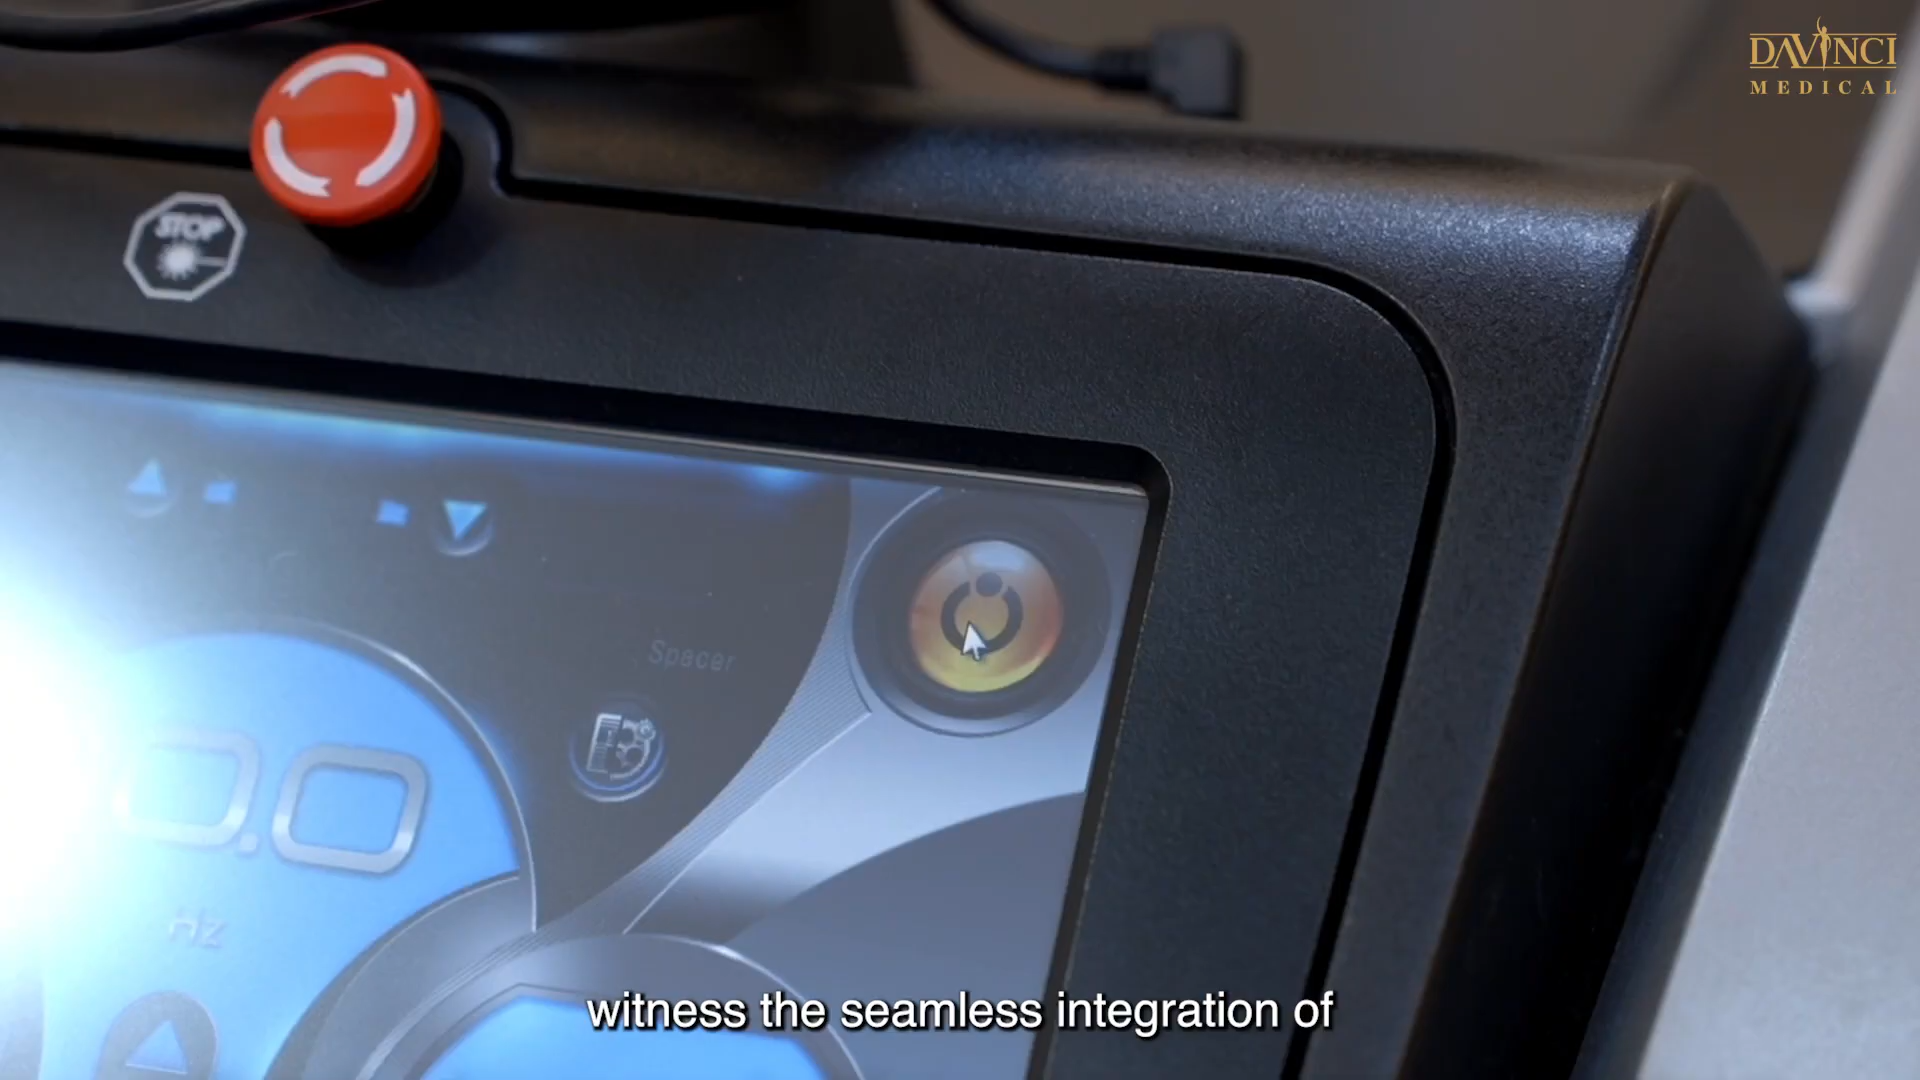 DAVINCI
MEDICAL
STOP
Spacer
0.0
Hz
witness the seamless integration of